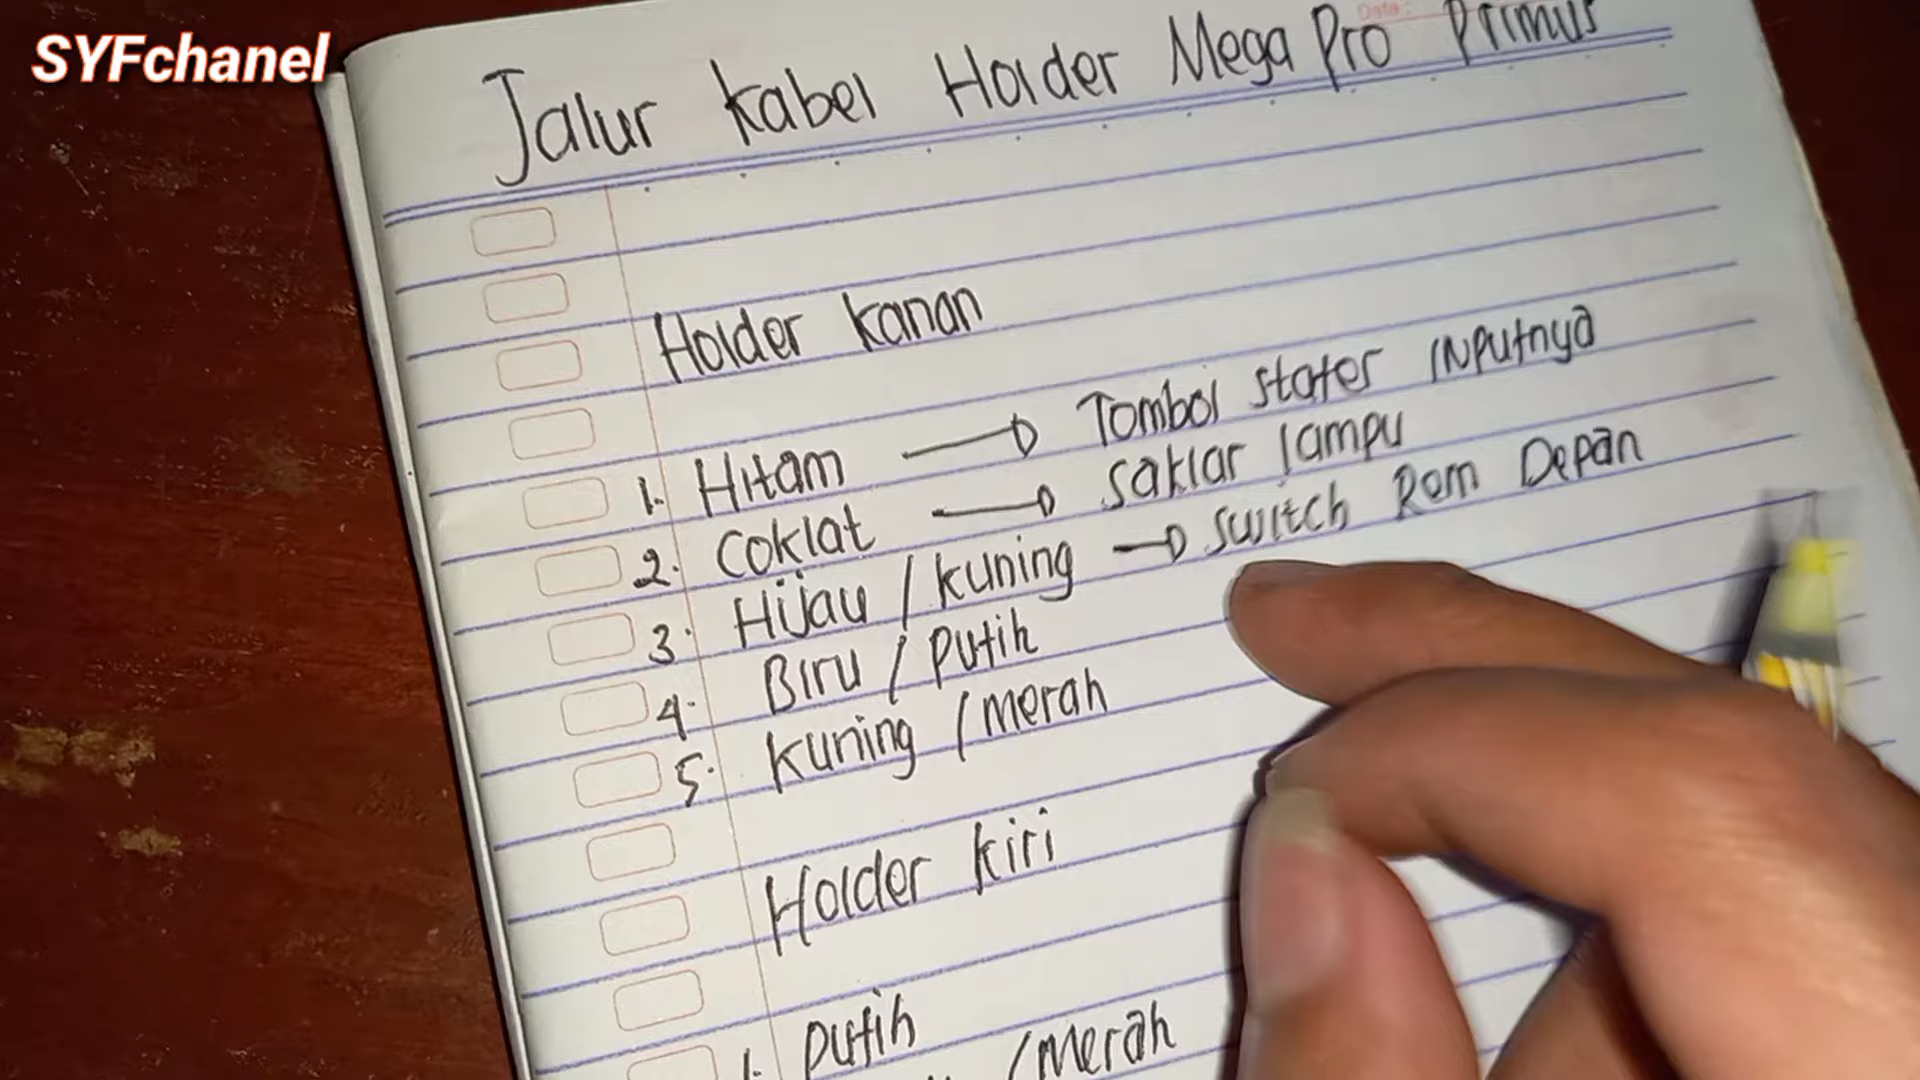 SYFchanel
Date:
Jalur Kabel Holder Mega Pro Primus
Holder Kanan
1. Hitam → Tombol stater inputnya
2. Coklat → saklar lampu
3. Hijau / Kuning → switch Rem Depan
4. Biru / Putih
5. Kuning / merah
Holder kiri
1. putih
/merah